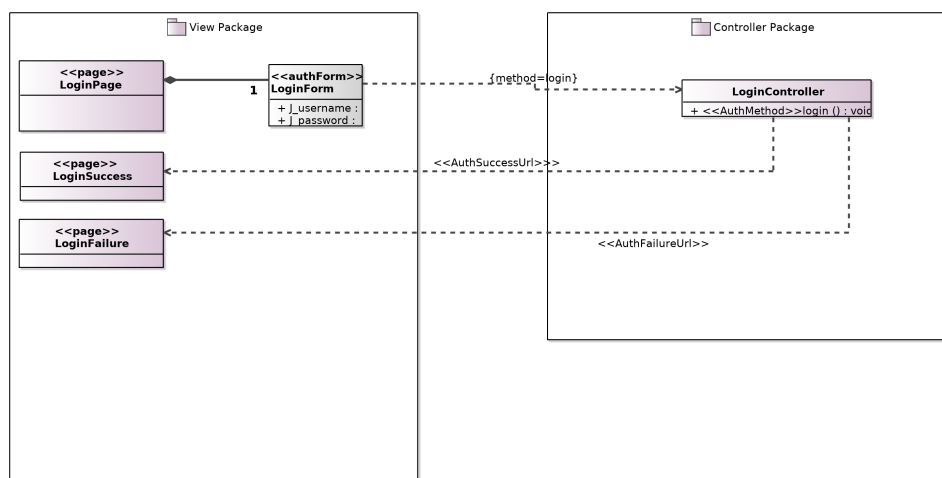 View Package
Controller Package
<<page>>
LoginPage
1
<<authForm>>
LoginForm
+ J_username :
+ J_password :
{method=login}
LoginController
+ <<AuthMethod>>login () : void
<<page>>
LoginSuccess
<<AuthSuccessUrl>>>
<<page>>
LoginFailure
<<AuthFailureUrl>>